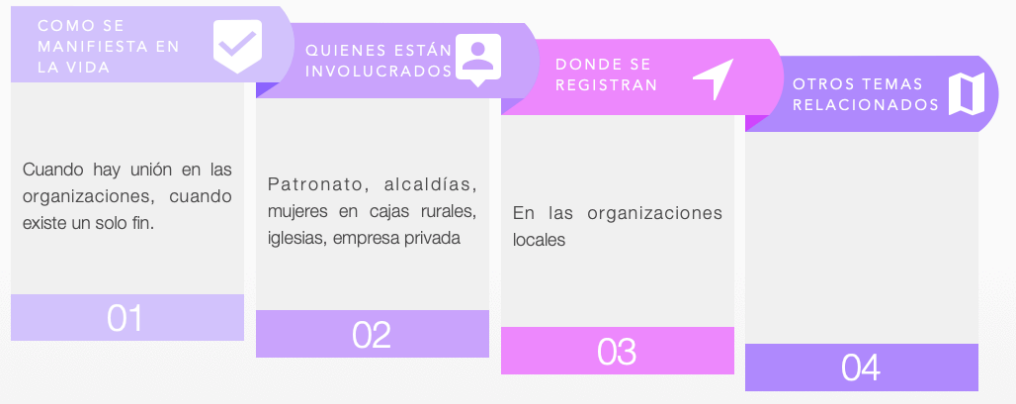 COMO SE
MANIFIESTA EN
LA VIDA
Cuando hay unión en las
organizaciones, cuando
existe un solo fin.
01
QUIENES ESTÁN
INVOLUCRADOS
Patronato, alcaldías,
mujeres en cajas rurales,
iglesias, empresa privada
02
DONDE SE
REGISTRAN
En las organizaciones
locales
03
OTROS TEMAS
RELACIONADOS
04